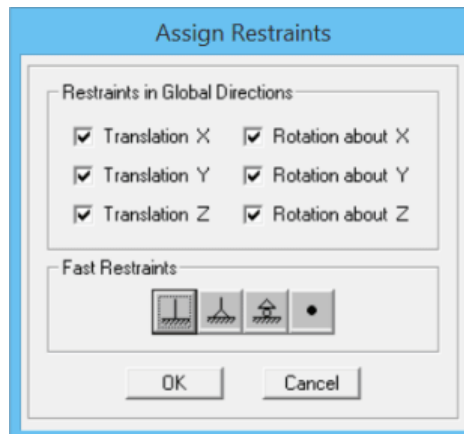 Assign Restraints
Restraints in Global Directions
Translation X Rotation about X
Translation Y Rotation about Y
Translation Z Rotation about Z
Fast Restraints
OK Cancel